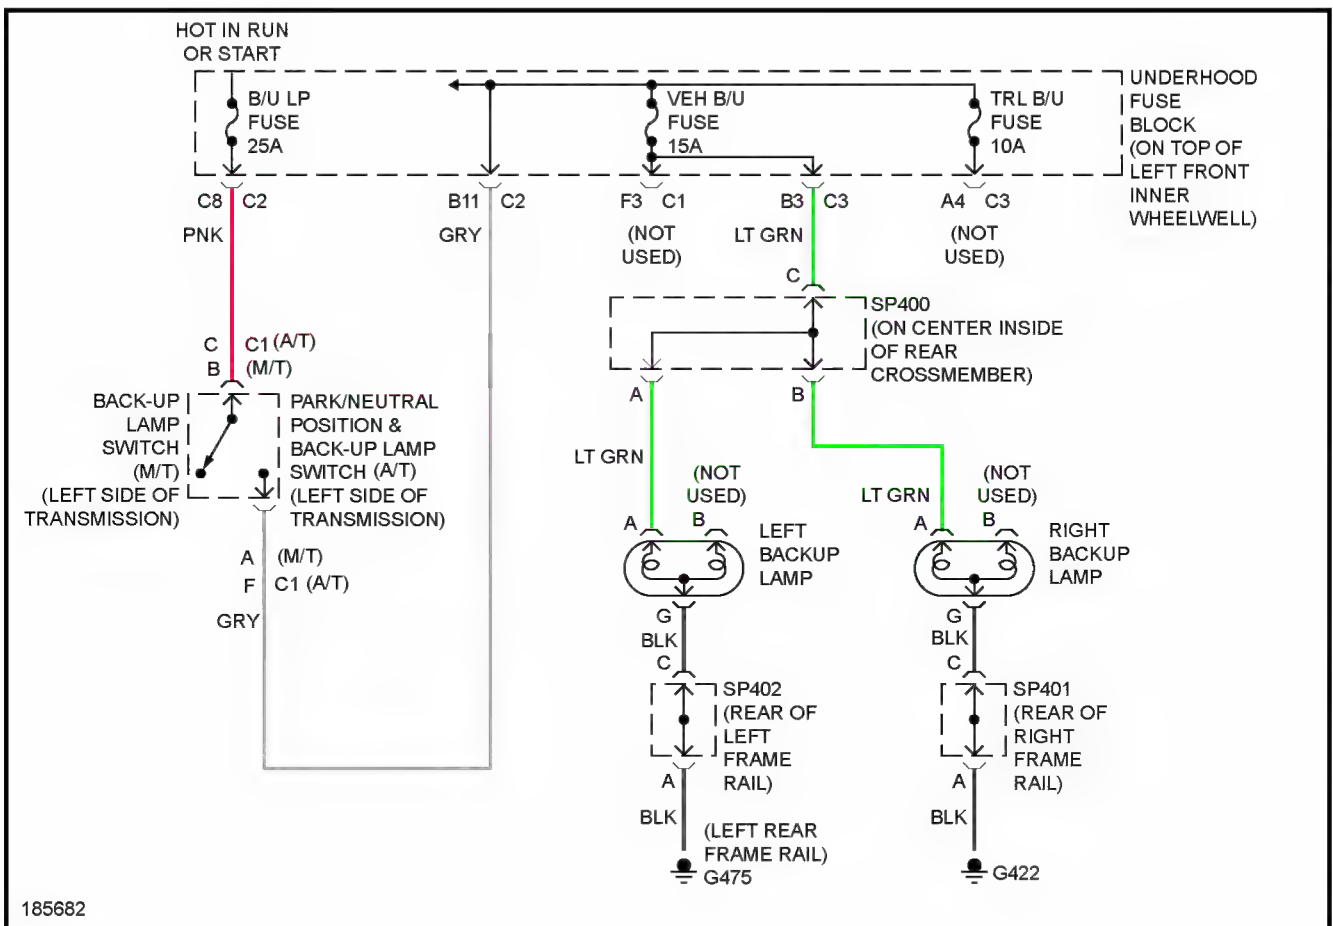 HOT IN RUN
OR START
B/U LP
FUSE
25A
VEH B/U
FUSE
15A
TRL B/U
FUSE
10A
UNDERHOOD
FUSE
BLOCK
(ON TOP OF
LEFT FRONT
INNER
WHEELWELL)
C8 C2
B11 C2
F3 C1
B3 C3
A4 C3
PNK
GRY
(NOT
USED)
LT GRN
(NOT
USED)
C
SP400
(ON CENTER INSIDE
OF REAR
CROSSMEMBER)
C C1 (A/T)
B (M/T)
A
B
BACK-UP
LAMP
SWITCH
(M/T)
(LEFT SIDE OF
TRANSMISSION)
PARK/NEUTRAL
POSITION &
BACK-UP LAMP
SWITCH (A/T)
(LEFT SIDE OF
TRANSMISSION)
LT GRN
(NOT
USED)
LT GRN
(NOT
USED)
A
B
LEFT
BACKUP
LAMP
A
B
RIGHT
BACKUP
LAMP
A (M/T)
F C1 (A/T)
GRY
G
BLK
C
G
BLK
C
SP402
(REAR OF
LEFT
FRAME
RAIL)
SP401
(REAR OF
RIGHT
FRAME
RAIL)
A
BLK
A
BLK
(LEFT REAR
FRAME RAIL)
G475
G422
185682